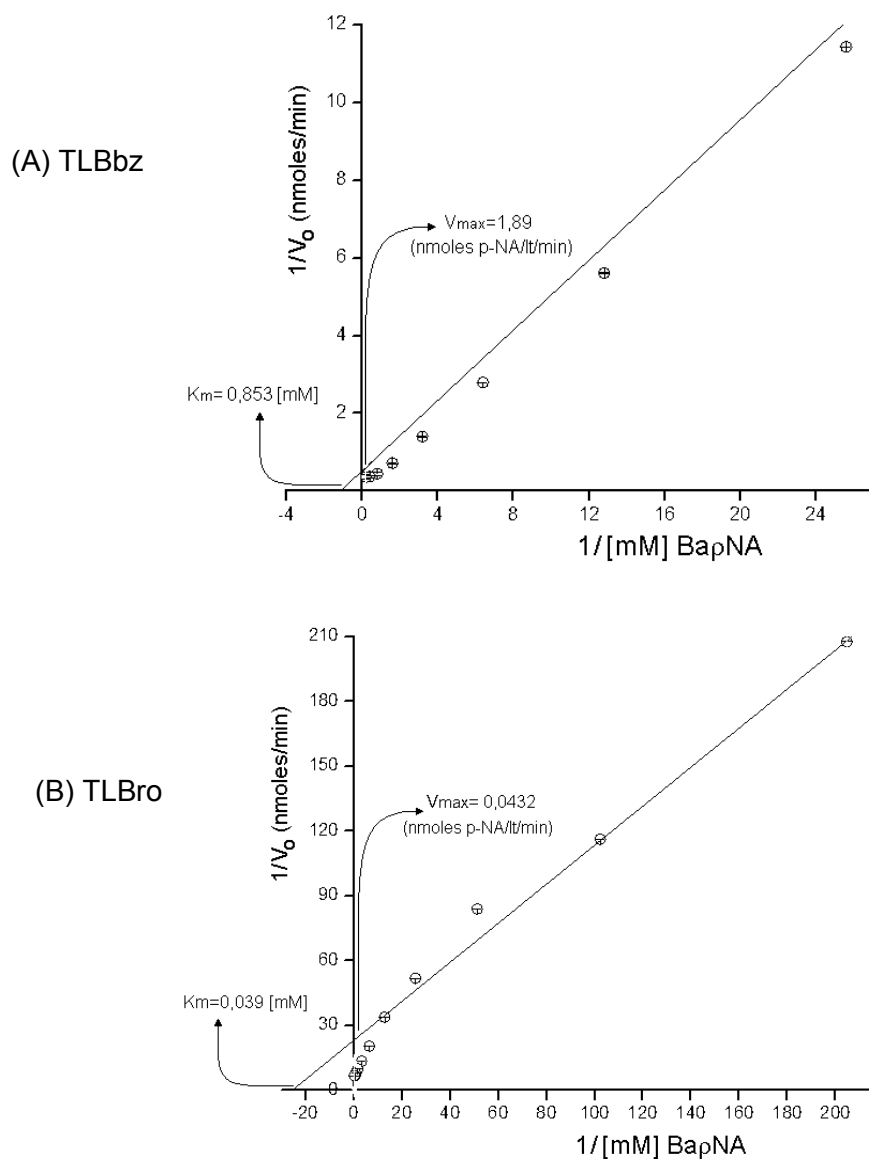 (A) TLBbz
1/Vo (nmoles/min)
12
10
8
6
4
2
Vmax=1,89
(nmoles p-NA/lt/min)
Km= 0,853 [mM]
-4 0 4 8 12 16 20 24
1/[mM] BaρNA
(B) TLBro
1/Vo (nmoles/min)
210
180
150
120
90
60
30
0
Vmax= 0,0432
(nmoles p-NA/lt/min)
Km=0,039 [mM]
-20 0 20 40 60 80 100 120 140 160 180 200
1/[mM] BaρNA